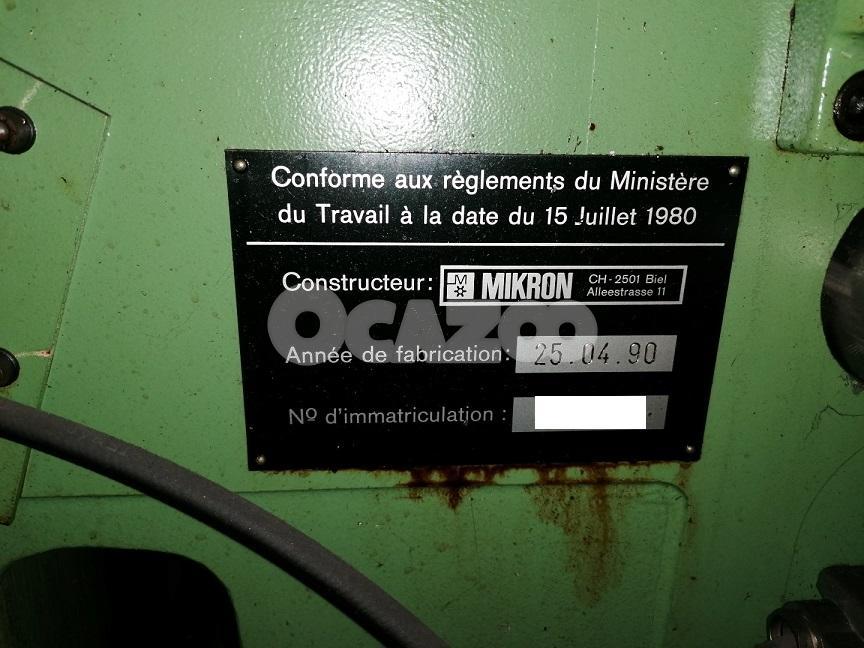 Conforme aux règlements du Ministère
du Travail à la date du 15 Juillet 1980
Constructeur: M MIKRON CH-2501 Biel
Alleestrasse 11
OCAZOO
Année de fabrication: 25.04.90
Nº d'immatriculation :